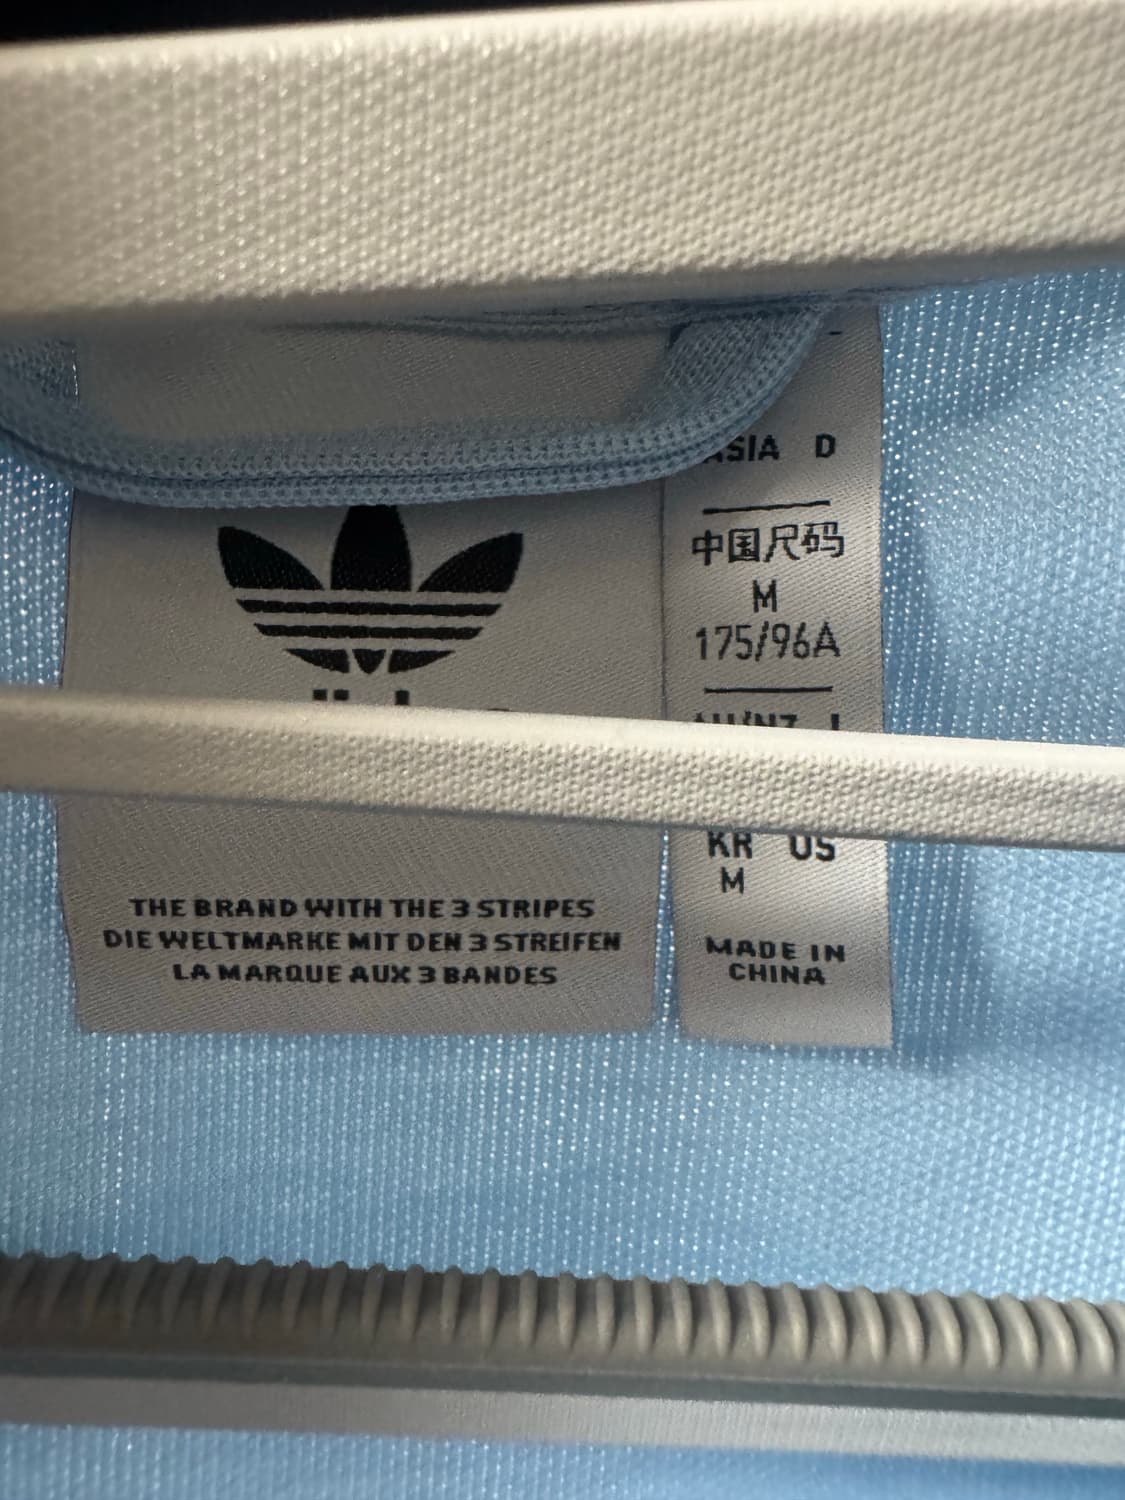 THE BRAND WITH THE 3 STRIPES
DIE WELTMARKE MIT DEN 3 STREIFEN
LA MARQUE AUX 3 BANDES
ASIA D
中国尺码
M
175/96A
KR US
M
MADE IN
CHINA